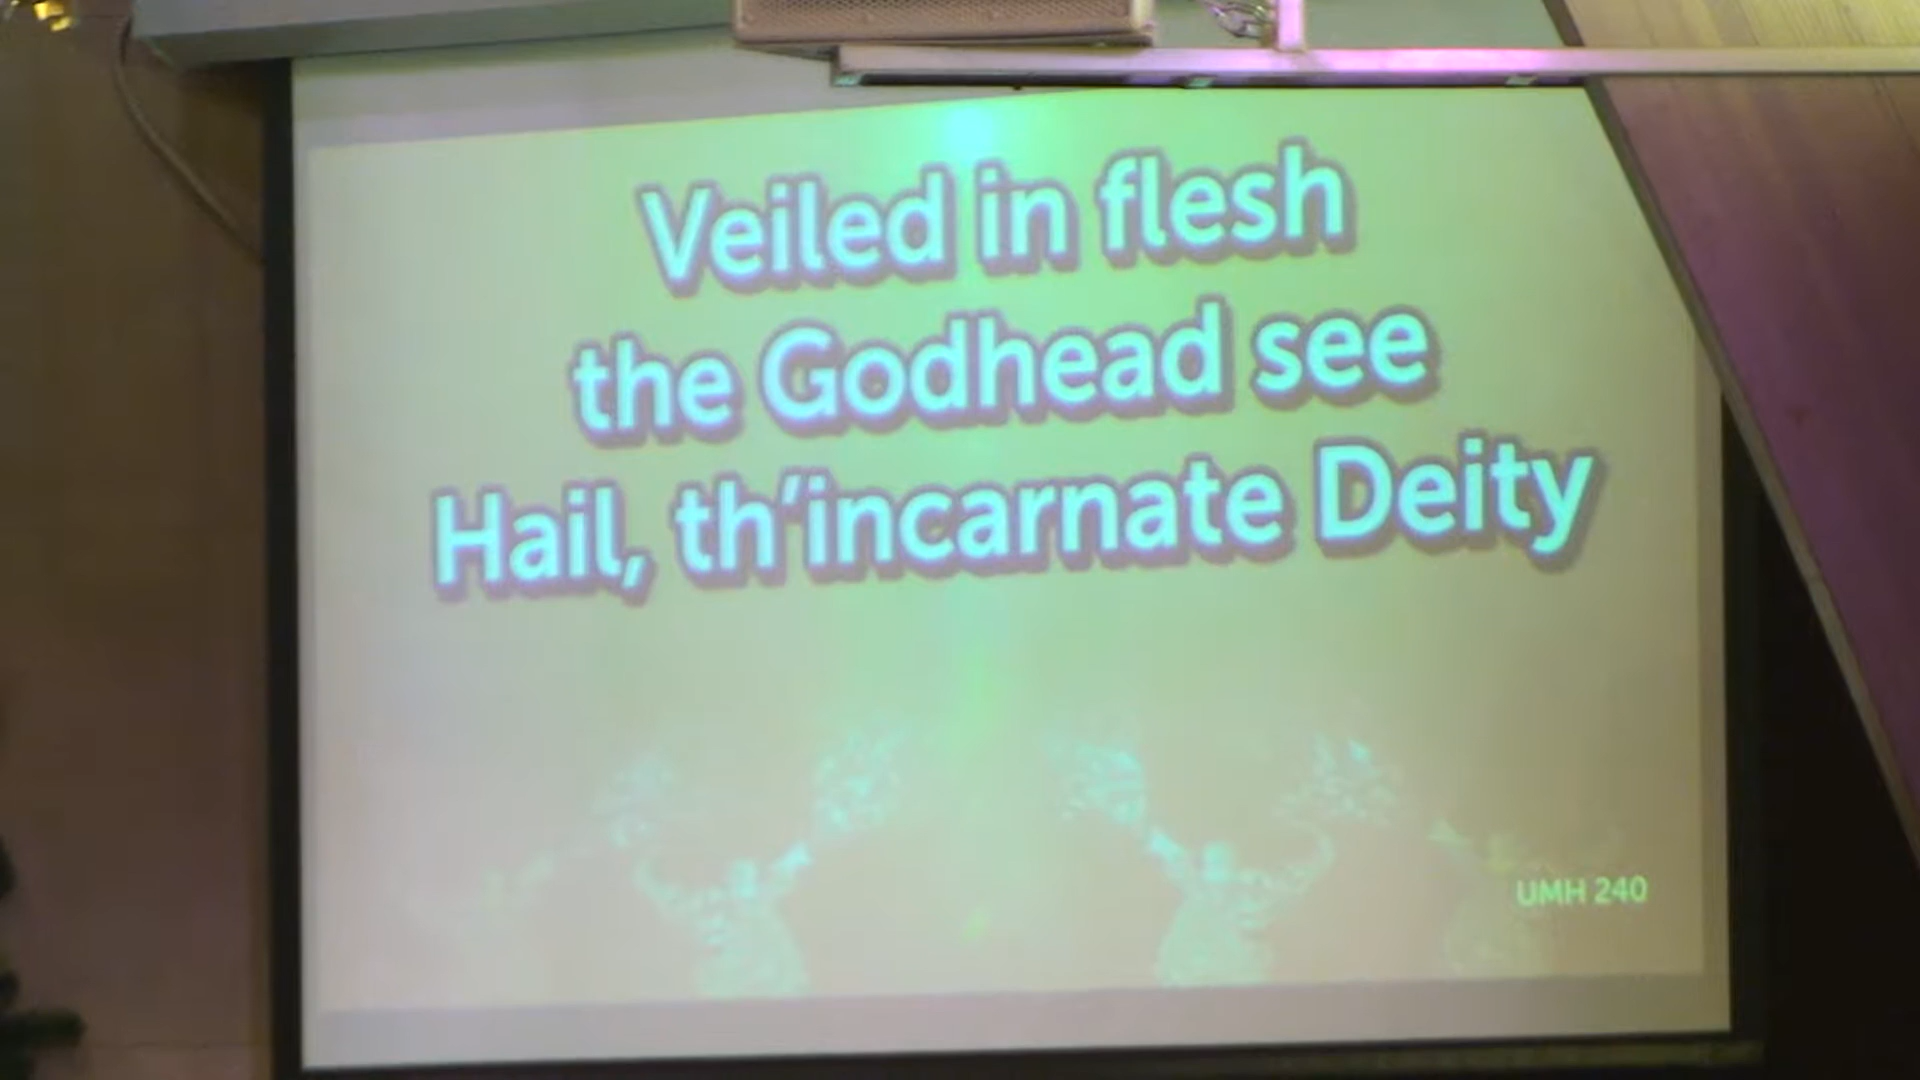 Veiled in flesh
the Godhead see
Hail, th'incarnate Deity
UMH 240